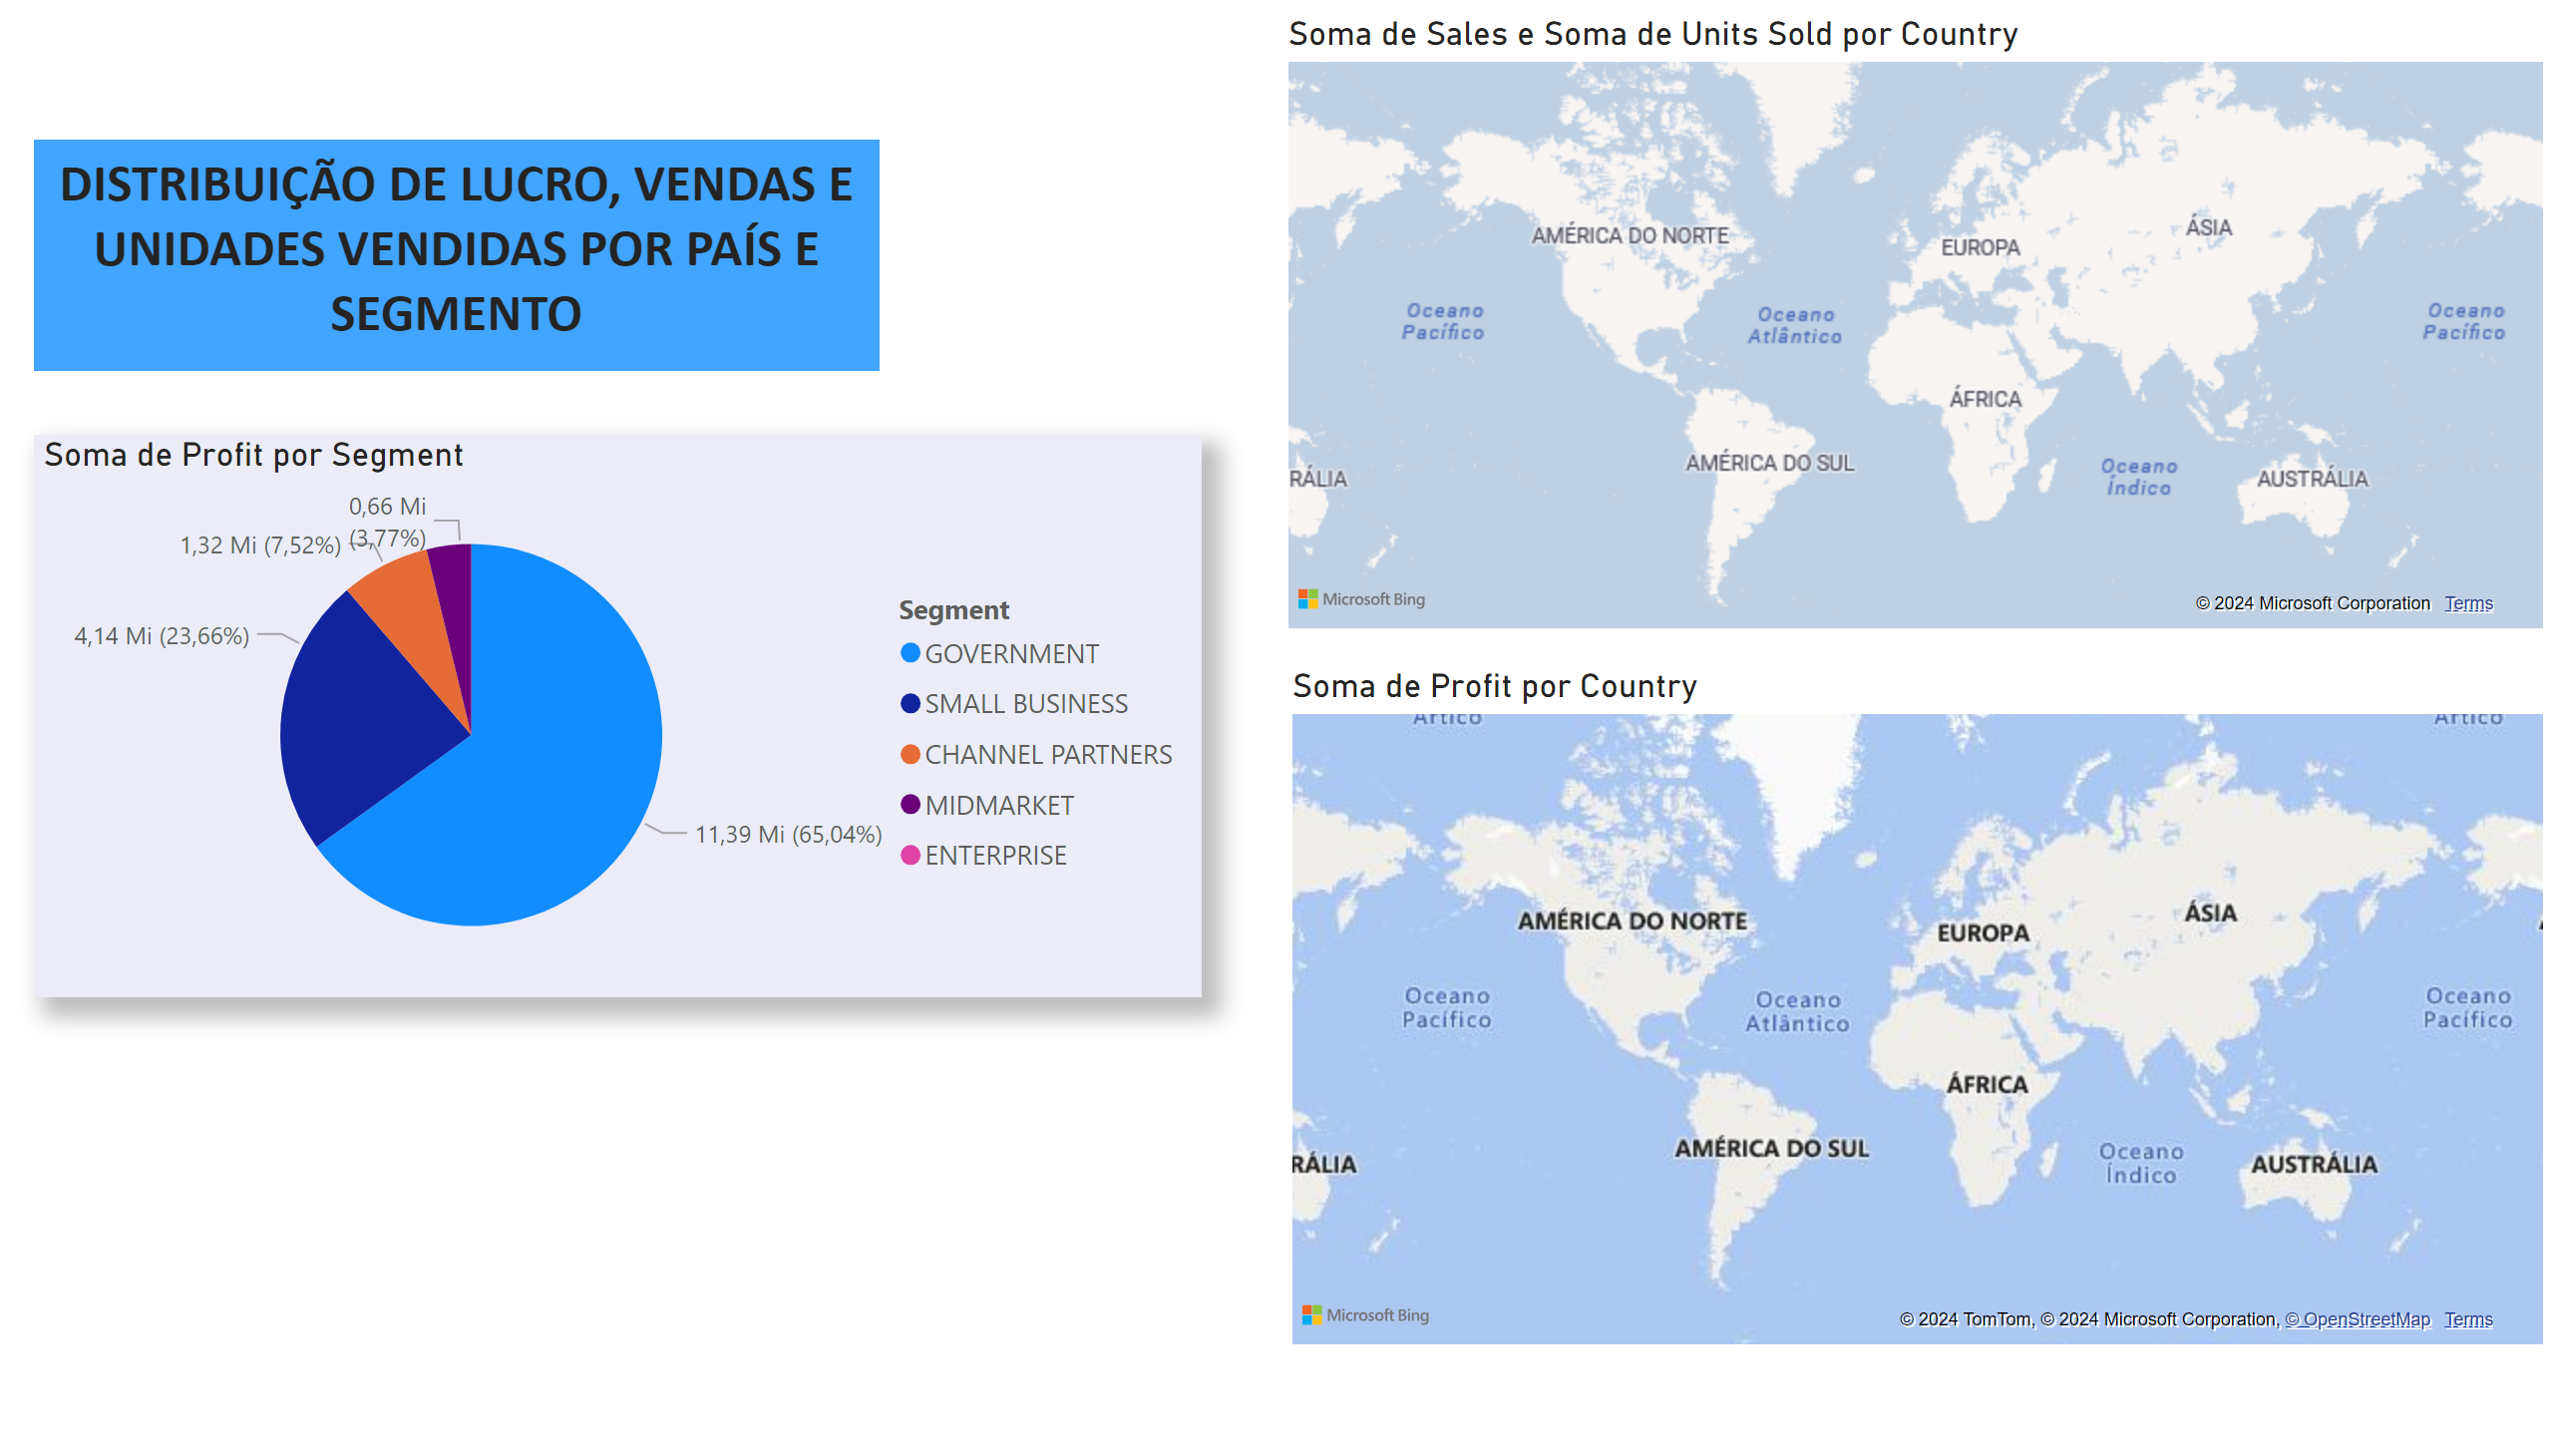 DISTRIBUIÇÃO DE LUCRO, VENDAS E
UNIDADES VENDIDAS POR PAÍS E
SEGMENTO
Soma de Profit por Segment
0,66 Mi
(3,77%)
1,32 Mi (7,52%)
4,14 Mi (23,66%)
11,39 Mi (65,04%)
Segment
GOVERNMENT
SMALL BUSINESS
CHANNEL PARTNERS
MIDMARKET
ENTERPRISE
Soma de Sales e Soma de Units Sold por Country
AMÉRICA DO NORTE
EUROPA
ÁSIA
Oceano
Pacífico
Oceano
Atlântico
Oceano
Pacífico
ÁFRICA
AMÉRICA DO SUL
Oceano
Índico
RÁLIA
AUSTRÁLIA
Microsoft Bing
© 2024 Microsoft Corporation Terms
Soma de Profit por Country
Ártico
Ártico
AMÉRICA DO NORTE
EUROPA
ÁSIA
Oceano
Pacífico
Oceano
Atlântico
Oceano
Pacífico
ÁFRICA
AMÉRICA DO SUL
Oceano
Índico
RÁLIA
AUSTRÁLIA
Microsoft Bing
© 2024 TomTom, © 2024 Microsoft Corporation, © OpenStreetMap Terms